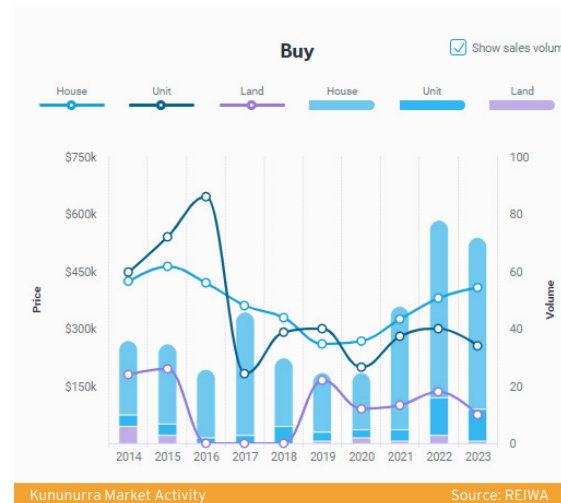 Buy
Show sales volum
House Unit Land House Unit Land
$750k 100
$600k 80
$450k 60
Price
Volume
$300k 40
$150k 20
0
2014 2015 2016 2017 2018 2019 2020 2021 2022 2023
Kununurra Market Activity Source: REIWA